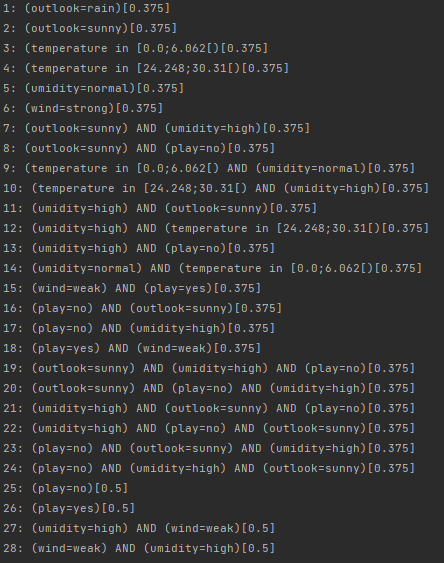 1: (outlook=rain)[0.375]
2: (outlook=sunny)[0.375]
3: (temperature in [0.0;6.062[)[0.375]
4: (temperature in [24.248;30.31[)[0.375]
5: (umidity=normal)[0.375]
6: (wind=strong)[0.375]
7: (outlook=sunny) AND (umidity=high)[0.375]
8: (outlook=sunny) AND (play=no)[0.375]
9: (temperature in [0.0;6.062[) AND (umidity=normal)[0.375]
10: (temperature in [24.248;30.31[) AND (umidity=high)[0.375]
11: (umidity=high) AND (outlook=sunny)[0.375]
12: (umidity=high) AND (temperature in [24.248;30.31[)[0.375]
13: (umidity=high) AND (play=no)[0.375]
14: (umidity=normal) AND (temperature in [0.0;6.062[)[0.375]
15: (wind=weak) AND (play=yes)[0.375]
16: (play=no) AND (outlook=sunny)[0.375]
17: (play=no) AND (umidity=high)[0.375]
18: (play=yes) AND (wind=weak)[0.375]
19: (outlook=sunny) AND (umidity=high) AND (play=no)[0.375]
20: (outlook=sunny) AND (play=no) AND (umidity=high)[0.375]
21: (umidity=high) AND (outlook=sunny) AND (play=no)[0.375]
22: (umidity=high) AND (play=no) AND (outlook=sunny)[0.375]
23: (play=no) AND (outlook=sunny) AND (umidity=high)[0.375]
24: (play=no) AND (umidity=high) AND (outlook=sunny)[0.375]
25: (play=no)[0.5]
26: (play=yes)[0.5]
27: (umidity=high) AND (wind=weak)[0.5]
28: (wind=weak) AND (umidity=high)[0.5]